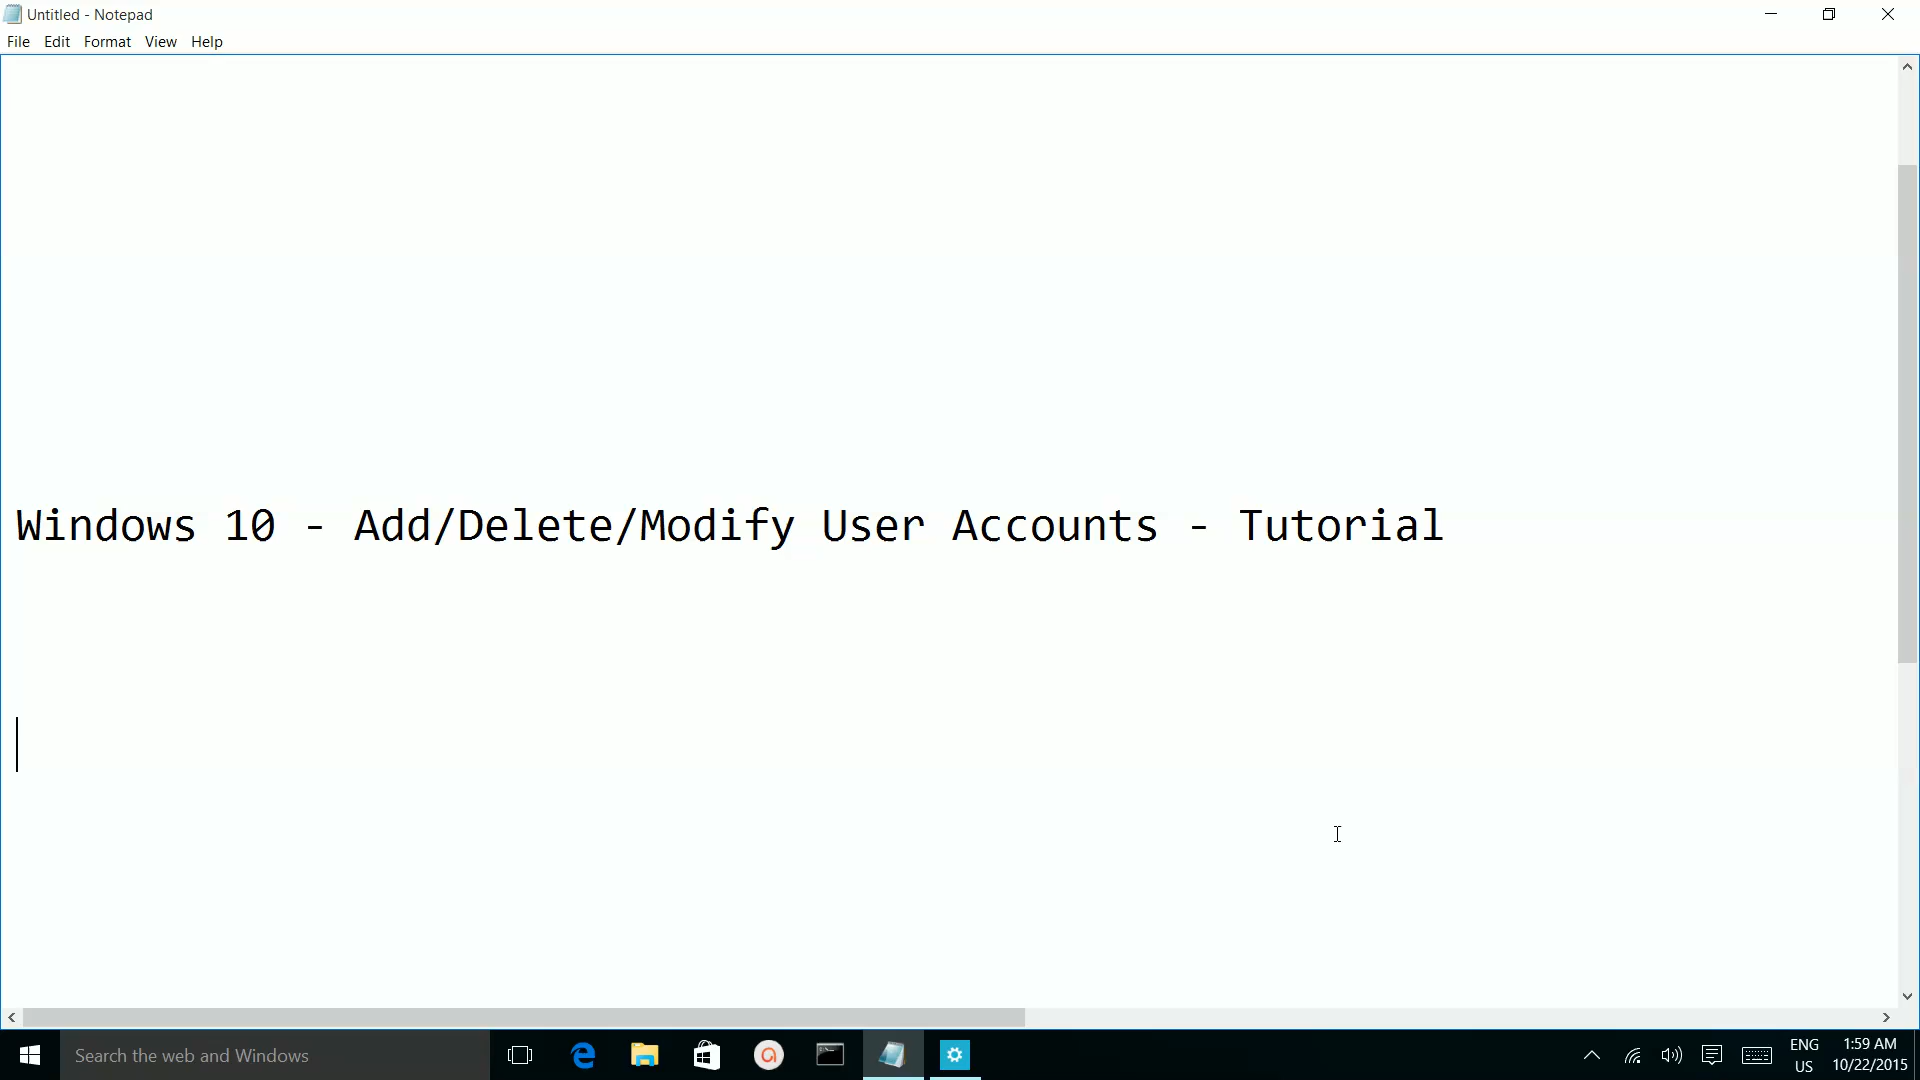 Untitled - Notepad
File Edit Format View Help
Windows 10 - Add/Delete/Modify User Accounts - Tutorial
Search the web and Windows
ENG
US
1:59 AM
10/22/2015